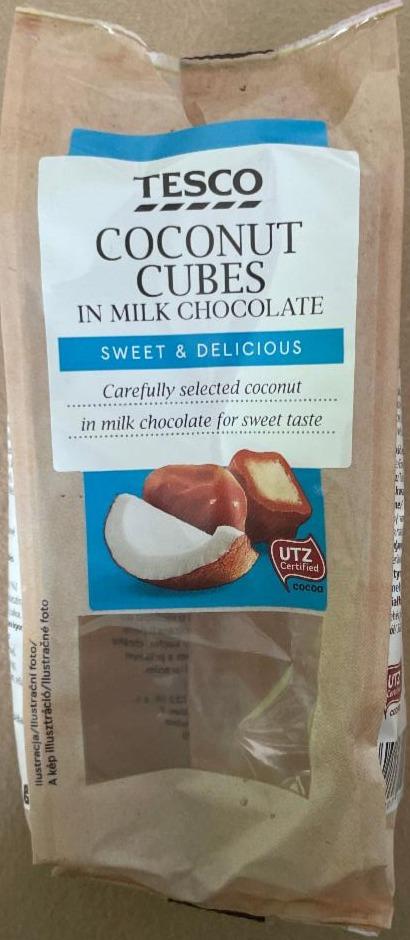 TESCO
COCONUT
CUBES
IN MILK CHOCOLATE
SWEET & DELICIOUS
Carefully selected coconut
in milk chocolate for sweet taste
UTZ
Certified
cocoa
Ilustracja/Ilustrační foto/
A kép illusztráció/Ilustračné foto